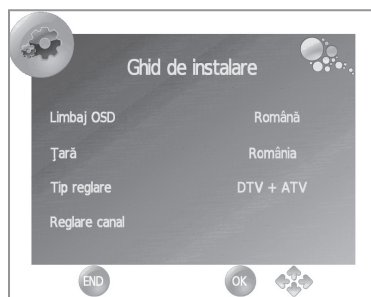 Ghid de instalare
Limbaj OSD Română
Ţară România
Tip reglare DTV + ATV
Reglare canal
END OK